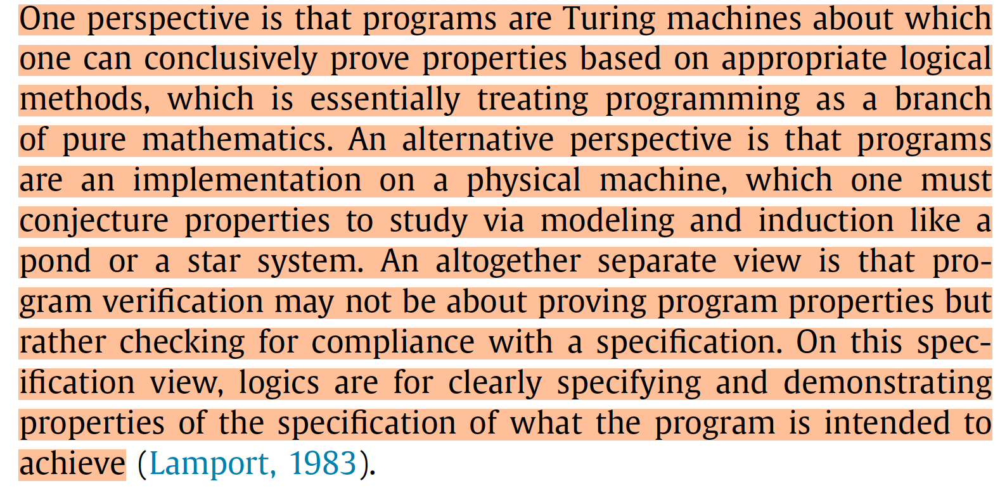 One perspective is that programs are Turing machines about which
one can conclusively prove properties based on appropriate logical
methods, which is essentially treating programming as a branch
of pure mathematics. An alternative perspective is that programs
are an implementation on a physical machine, which one must
conjecture properties to study via modeling and induction like a
pond or a star system. An altogether separate view is that pro-
gram verification may not be about proving program properties but
rather checking for compliance with a specification. On this spec-
ification view, logics are for clearly specifying and demonstrating
properties of the specification of what the program is intended to
achieve (Lamport, 1983).